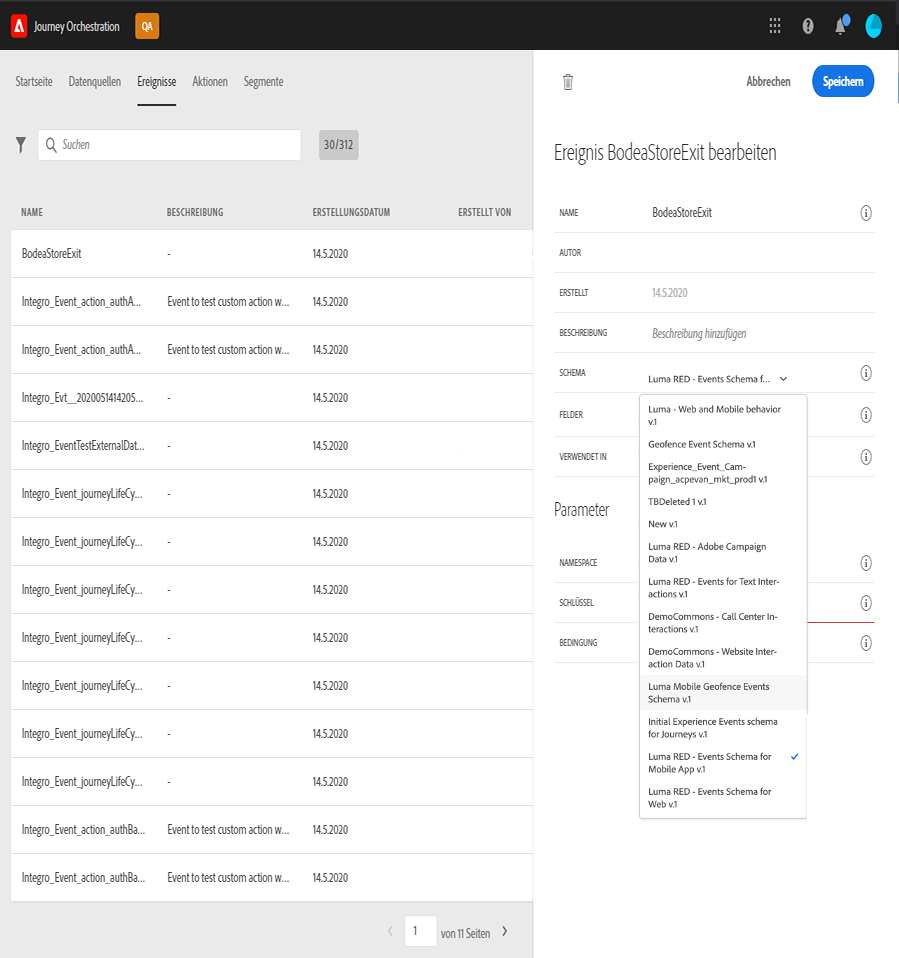 Journey Orchestration QA
Startseite Datenquellen Ereignisse Aktionen Segmente
Suchen
30/312
NAME BESCHREIBUNG ERSTELLUNGSDATUM ERSTELLT VON
BodeaStoreExit - 14.5.2020
Integro_Event_action_authA... Event to test custom action w... 14.5.2020
Integro_Event_action_authA... Event to test custom action w... 14.5.2020
Integro_Evt__2020051414205... - 14.5.2020
Integro_EventTestExternalDat... - 14.5.2020
Integro_Event_journeyLifeCy... - 14.5.2020
Integro_Event_journeyLifeCy... - 14.5.2020
Integro_Event_journeyLifeCy... - 14.5.2020
Integro_Event_journeyLifeCy... - 14.5.2020
Integro_Event_journeyLifeCy... - 14.5.2020
Integro_Event_journeyLifeCy... - 14.5.2020
Integro_Event_journeyLifeCy... - 14.5.2020
Integro_Event_action_authBa... Event to test custom action w... 14.5.2020
Integro_Event_action_authBa... Event to test custom action w... 14.5.2020
1 von 11 Seiten
Abbrechen Speichern
Ereignis BodeaStoreExit bearbeiten
NAME BodeaStoreExit
AUTOR
ERSTELLT 14.5.2020
BESCHREIBUNG Beschreibung hinzufügen
SCHEMA Luma RED - Events Schema f...
FELDER
VERWENDET IN
Parameter
NAMESPACE
SCHLÜSSEL
BEDINGUNG
Luma - Web and Mobile behavior
v.1
Geofence Event Schema v.1
Experience_Event_Cam-
paign_acpevan_mkt_prod1 v.1
TBDeleted 1 v.1
New v.1
Luma RED - Adobe Campaign
Data v.1
Luma RED - Events for Text Inter-
actions v.1
DemoCommons - Call Center In-
teractions v.1
DemoCommons - Website Inter-
action Data v.1
Luma Mobile Geofence Events
Schema v.1
Initial Experience Events schema
for Journeys v.1
Luma RED - Events Schema for
Mobile App v.1
Luma RED - Events Schema for
Web v.1